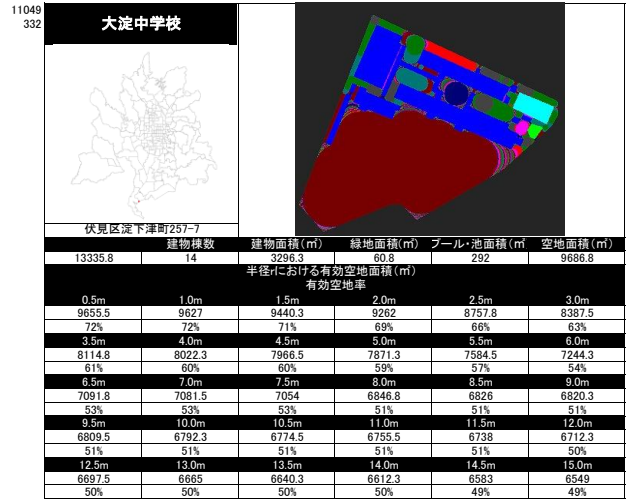 11049
332
大淀中学校
伏見区淀下津町257-7
建物棟数 建物面積(㎡) 緑地面積(㎡) プール・池面積(㎡ 空地面積(㎡)
13335.8 14 3296.3 60.8 292 9686.8
半径rにおける有効空地面積(㎡)
有効空地率
0.5m 1.0m 1.5m 2.0m 2.5m 3.0m
9655.5 9627 9440.3 9262 8757.8 8387.5
72% 72% 71% 69% 66% 63%
3.5m 4.0m 4.5m 5.0m 5.5m 6.0m
8114.8 8022.3 7966.5 7871.3 7584.5 7244.3
61% 60% 60% 59% 57% 54%
6.5m 7.0m 7.5m 8.0m 8.5m 9.0m
7091.8 7081.5 7054 6846.8 6826 6820.3
53% 53% 53% 51% 51% 51%
9.5m 10.0m 10.5m 11.0m 11.5m 12.0m
6809.5 6792.3 6774.5 6755.5 6738 6712.3
51% 51% 51% 51% 51% 50%
12.5m 13.0m 13.5m 14.0m 14.5m 15.0m
6697.5 6665 6640.3 6612.3 6583 6549
50% 50% 50% 50% 49% 49%